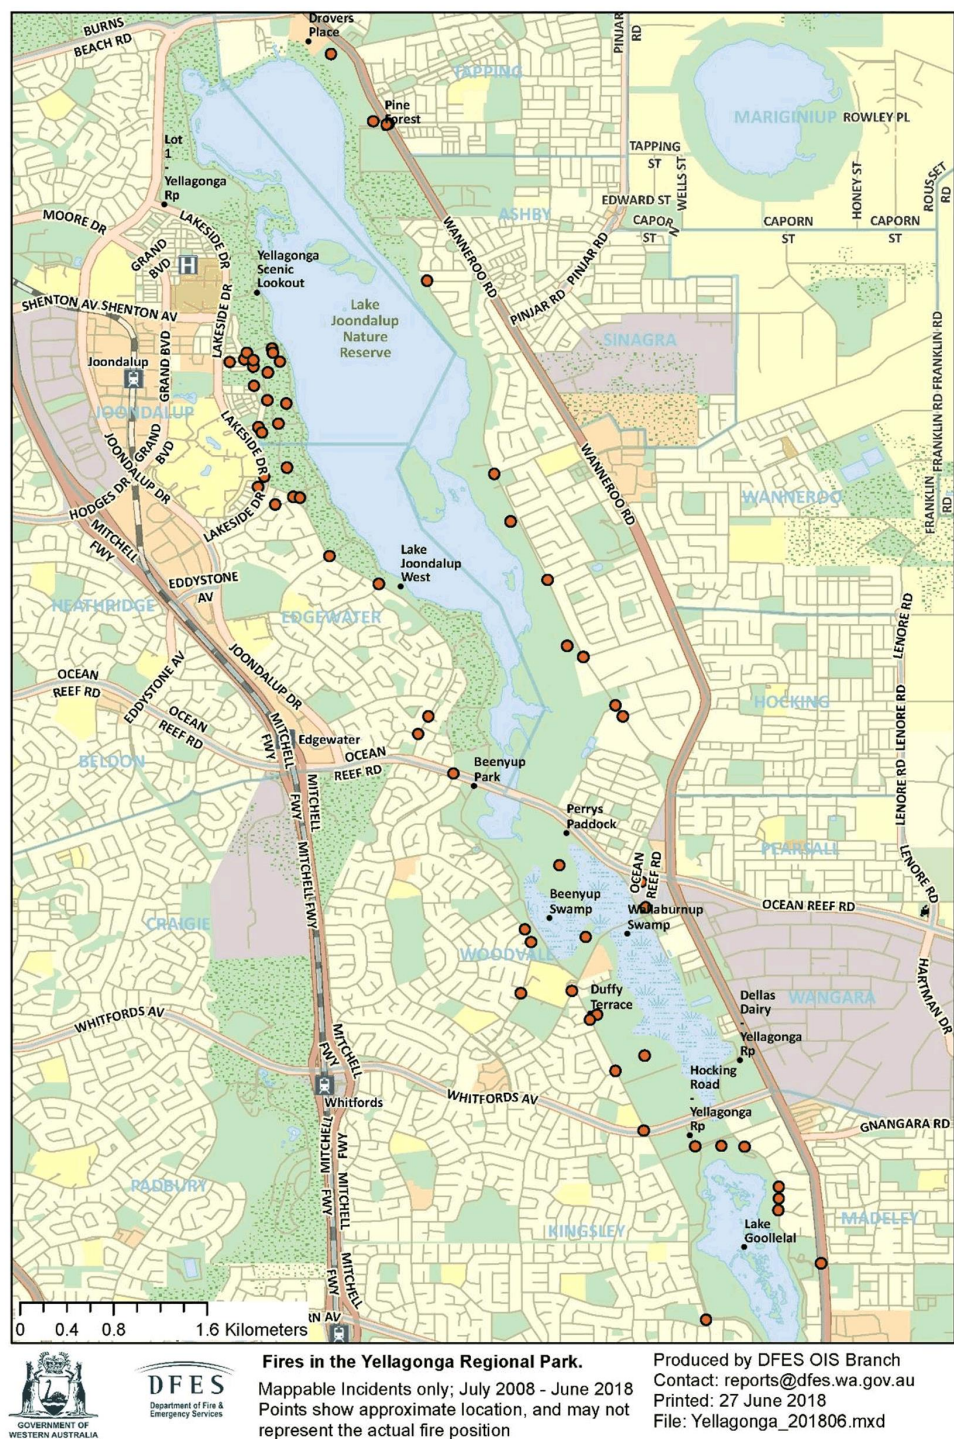 BURNS
BEACH RD
Drovers
Place
PINJAR
RD
TAPPING
MARIGINIUP
ROWLEY PL
Pine
Forest
Lot
1
-
Yellagonga
Rp
TAPPING
ST
WELLS ST
HONEY ST
ROUSSET
RD
EDWARD ST
CAPORN
ST
CAPORN
ST
CAPORN
ST
ASHBY
MOORE DR
LAKESIDE DR
GRAND
BVD
H
Yellagonga
Scenic
Lookout
WANNEROO RD
PINJAR RD
PINJAR RD
SHENTON AV
SHENTON AV
Lake
Joondalup
Nature
Reserve
LAKESIDE DR
GRAND BVD
SINAGRA
FRANKLIN RD
FRANKLIN RD
Joondalup
JOONDALUP
GRAND
BVD
LAKESIDE DR
JOONDALUP DR
WANNEROO RD
WANNEROO
FRANKLIN
RD
HODGES DR
LAKESIDE DR
MITCHELL
FWY
Lake
Joondalup
West
EDDYSTONE
AV
HEATHRIDGE
EDGEWATER
LENORE RD
OCEAN
REEF RD
EDDYSTONE AV
JOONDALUP DR
OCEAN
REEF RD
HOCKING
LENORE RD
MITCHELL
FWY
Edgewater
OCEAN
REEF RD
BELDON
Beenyup
Park
LENORE RD
MITCHELL
FWY
Perrys
Paddock
PEARSALL
OCEAN
REEF RD
LENORE RD
MITCHELL FWY
Beenyup
Swamp
Wallaburnup
Swamp
OCEAN REEF RD
CRAIGIE
WOODVALE
HARTMAN DR
Duffy
Terrace
Dellas
Dairy
-
Yellagonga
Rp
WANGARA
WHITFORDS AV
MITCHELL
FWY
Hocking
Road
-
Yellagonga
Rp
Whitfords
WHITFORDS AV
GNANGARA RD
MITCHELL
FWY
PADBURY
MITCHELL
FWY
KINGSLEY
Lake
Goollelal
MADELEY
MITCHELL
FWY
RN AV
0 0.4 0.8 1.6 Kilometers
GOVERNMENT OF
WESTERN AUSTRALIA
DFES
Department of Fire &
Emergency Services
Fires in the Yellagonga Regional Park.
Mappable Incidents only; July 2008 - June 2018
Points show approximate location, and may not
represent the actual fire position
Produced by DFES OIS Branch
Contact: reports@dfes.wa.gov.au
Printed: 27 June 2018
File: Yellagonga_201806.mxd